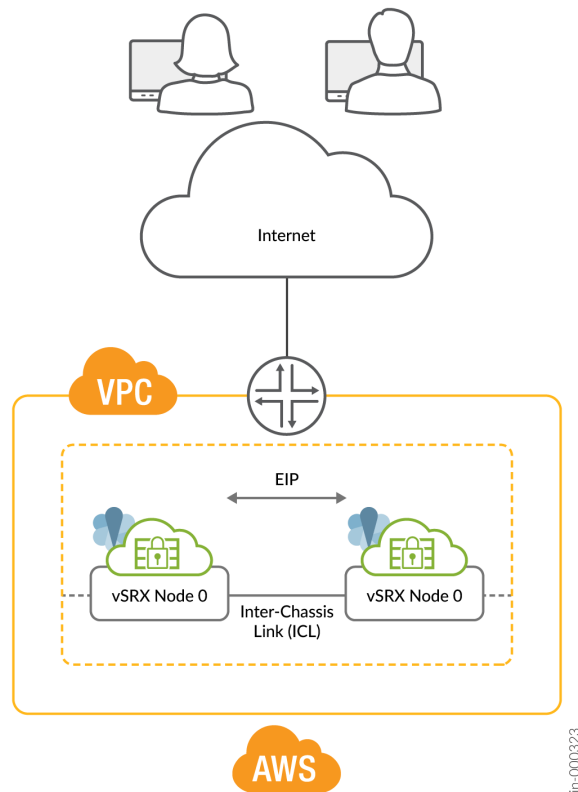 Internet
VPC
EIP
vSRX Node 0
vSRX Node 0
Inter-Chassis
Link (ICL)
AWS
jn-000323